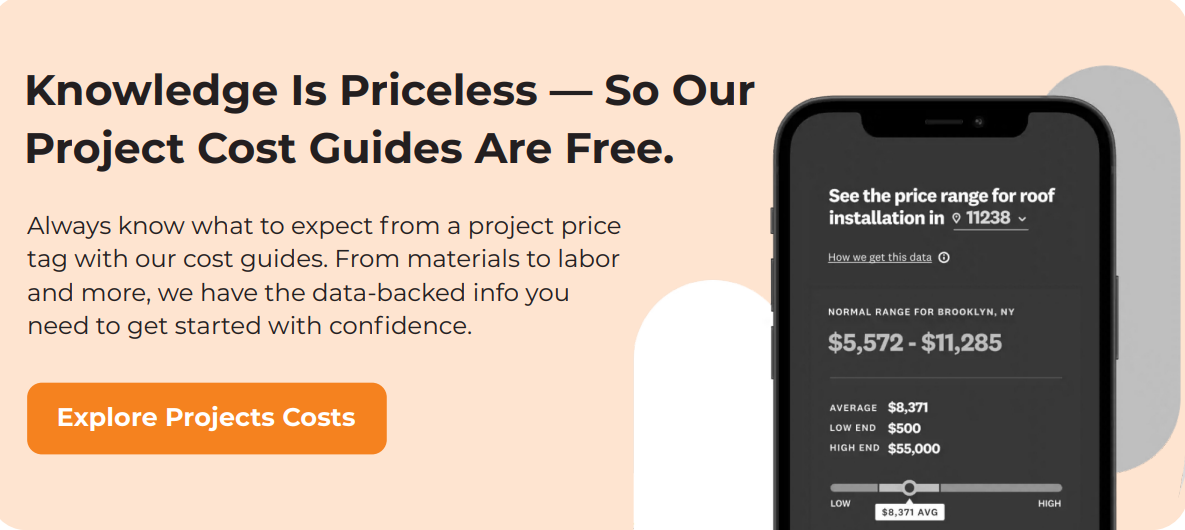 Knowledge Is Priceless — So Our
Project Cost Guides Are Free.
Always know what to expect from a project price
tag with our cost guides. From materials to labor
and more, we have the data-backed info you
need to get started with confidence.
Explore Projects Costs
See the price range for roof
installation in 11238
How we get this data
NORMAL RANGE FOR BROOKLYN, NY
$5,572 - $11,285
AVERAGE $8,371
LOW END $500
HIGH END $55,000
LOW HIGH
$8,371 AVG